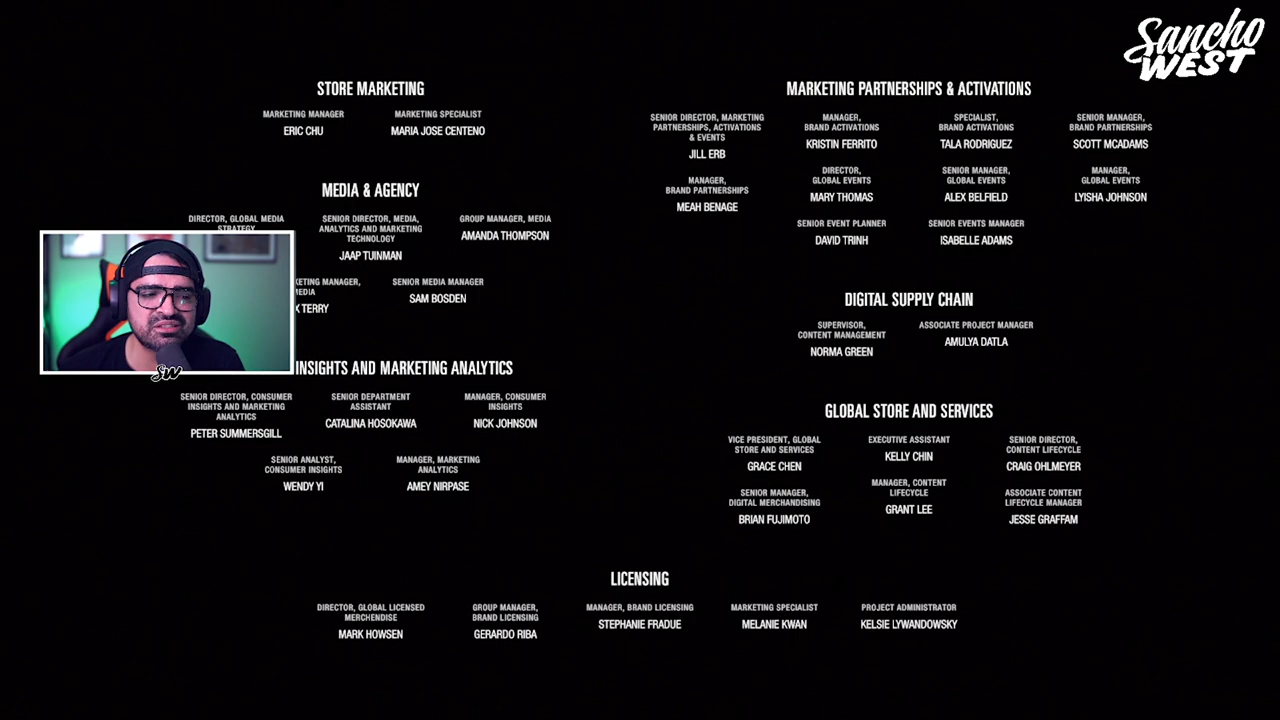 Sancho
WEST
STORE MARKETING
MARKETING MANAGER
ERIC CHU
MARKETING SPECIALIST
MARIA JOSE CENTENO
MEDIA & AGENCY
DIRECTOR, GLOBAL MEDIA
STRATEGY
SENIOR DIRECTOR, MEDIA,
ANALYTICS AND MARKETING
TECHNOLOGY
JAAP TUINMAN
GROUP MANAGER, MEDIA
AMANDA THOMPSON
MEDIA
TERRY
SENIOR MEDIA MANAGER
SAM BOSDEN
INSIGHTS AND MARKETING ANALYTICS
SENIOR DIRECTOR, CONSUMER
INSIGHTS AND MARKETING
ANALYTICS
PETER SUMMERSGILL
SENIOR DEPARTMENT
ASSISTANT
CATALINA HOSOKAWA
MANAGER, CONSUMER
INSIGHTS
NICK JOHNSON
SENIOR ANALYST,
CONSUMER INSIGHTS
WENDY YI
MANAGER, MARKETING
ANALYTICS
AMEY NIRPASE
MARKETING PARTNERSHIPS & ACTIVATIONS
SENIOR DIRECTOR, MARKETING
PARTNERSHIPS, ACTIVATIONS
& EVENTS
JILL ERB
MANAGER,
BRAND ACTIVATIONS
KRISTIN FERRITO
SPECIALIST,
BRAND ACTIVATIONS
TALA RODRIGUEZ
SENIOR MANAGER,
BRAND PARTNERSHIPS
SCOTT MCADAMS
MANAGER,
BRAND PARTNERSHIPS
MEAH BENAGE
DIRECTOR,
GLOBAL EVENTS
MARY THOMAS
SENIOR MANAGER,
GLOBAL EVENTS
ALEX BELFIELD
MANAGER,
GLOBAL EVENTS
LYISHA JOHNSON
SENIOR EVENT PLANNER
DAVID TRINH
SENIOR EVENTS MANAGER
ISABELLE ADAMS
DIGITAL SUPPLY CHAIN
SUPERVISOR,
CONTENT MANAGEMENT
NORMA GREEN
ASSOCIATE PROJECT MANAGER
AMULYA DATLA
GLOBAL STORE AND SERVICES
VICE PRESIDENT, GLOBAL
STORE AND SERVICES
GRACE CHEN
EXECUTIVE ASSISTANT
KELLY CHIN
SENIOR DIRECTOR,
CONTENT LIFECYCLE
CRAIG OHLMEYER
SENIOR MANAGER,
DIGITAL MERCHANDISING
BRIAN FUJIMOTO
MANAGER, CONTENT
LIFECYCLE
GRANT LEE
ASSOCIATE CONTENT
LIFECYCLE MANAGER
JESSE GRAFFAM
LICENSING
DIRECTOR, GLOBAL LICENSED
MERCHENDISE
MARK HOWSEN
GROUP MANAGER,
BRAND LICENSING
GERARDO RIBA
MANAGER, BRAND LICENSING
STEPHANIE FRADUE
MARKETING SPECIALIST
MELANIE KWAN
PROJECT ADMINISTRATOR
KELSIE LYWANDOWSKY
SW